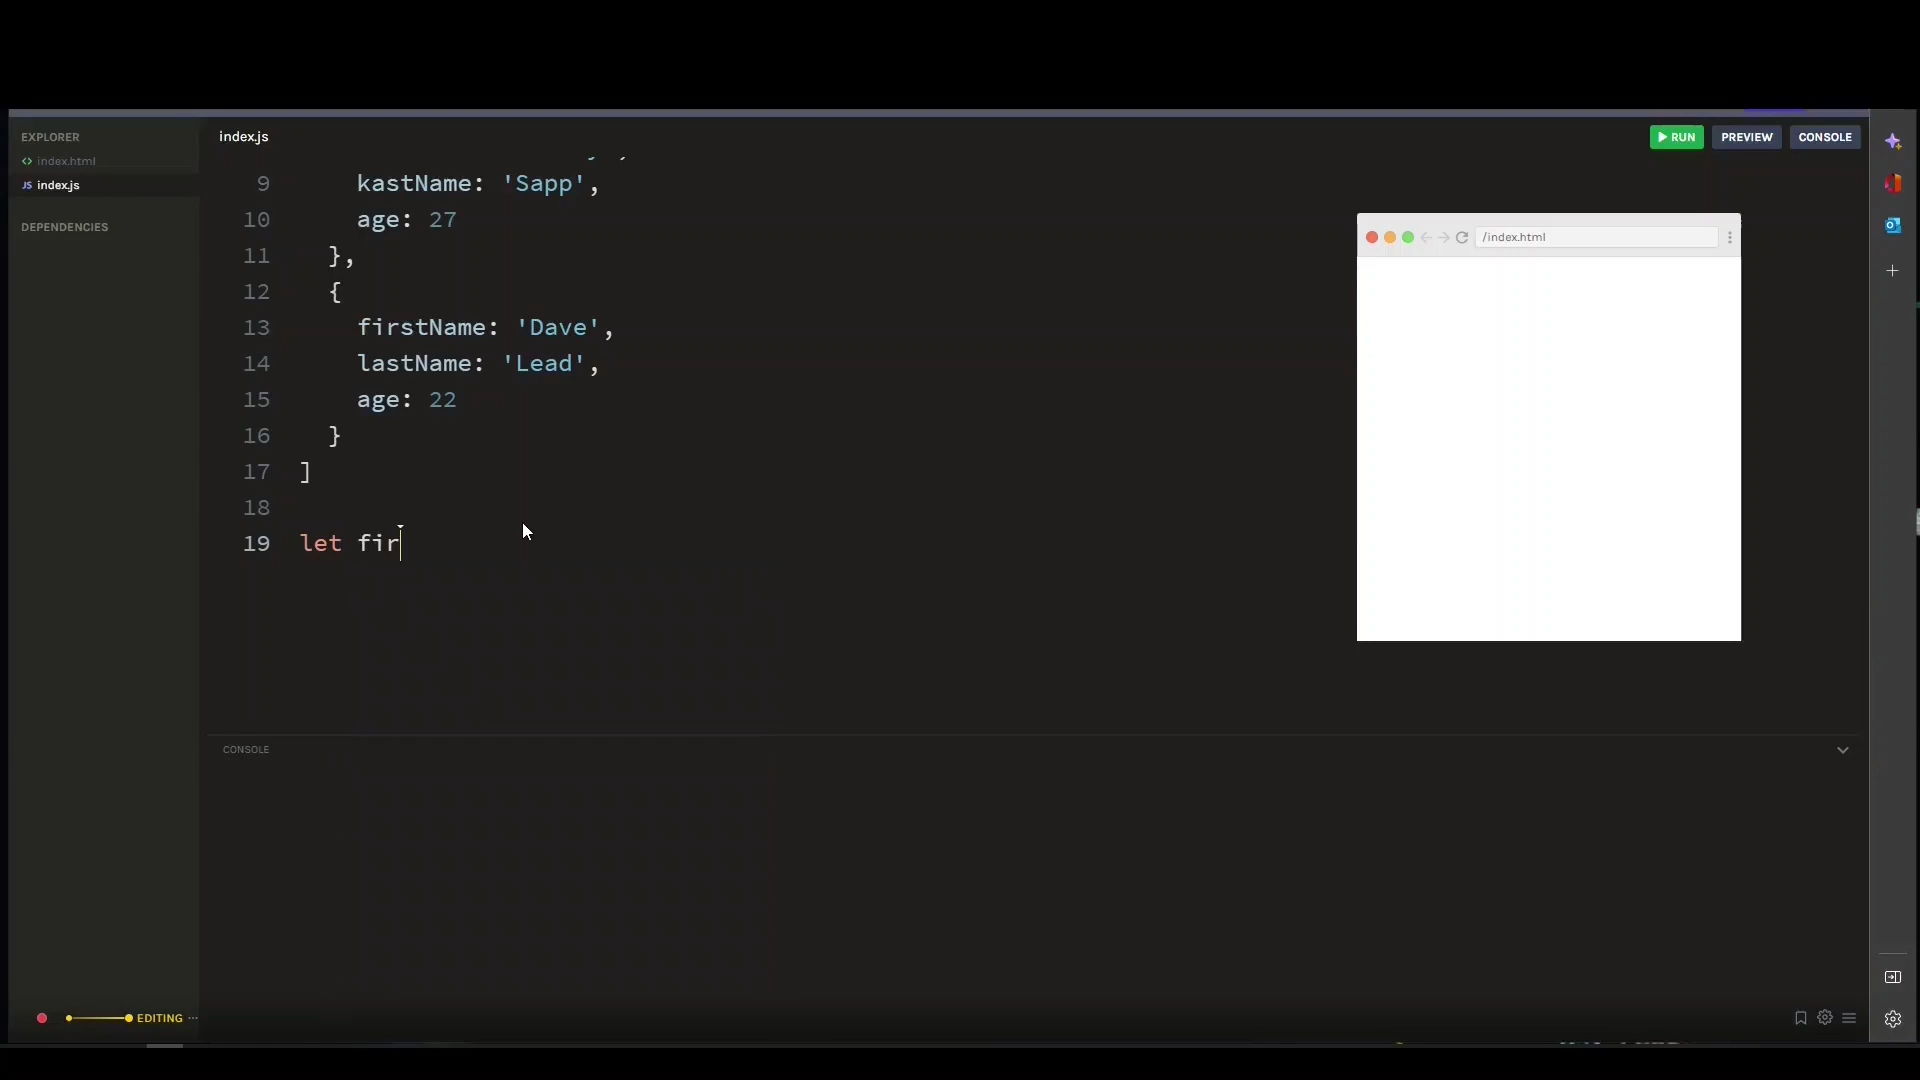 EXPLORER
<> index.html
JS index.js
DEPENDENCIES
index.js
RUN
PREVIEW
CONSOLE
9 kastName: 'Sapp',
10 age: 27
11 },
12 {
13 firstName: 'Dave',
14 lastName: 'Lead',
15 age: 22
16 }
17 ]
18
19 let fir
/index.html
CONSOLE
EDITING ...